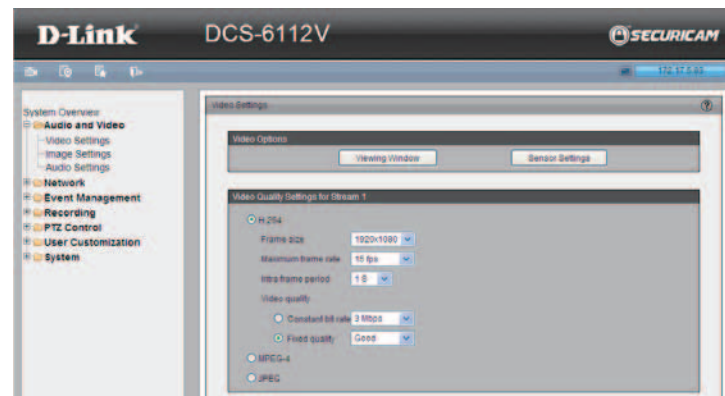 D-Link
DCS-6112V
SECURICAM
System Overview
Audio and Video
Video Settings
Image Settings
Audio Settings
Network
Event Management
Recording
PTZ Control
User Customization
System
Video Settings
Video Options
Viewing Window
Sensor Settings
Video Quality Settings for Stream 1
H.264
Frame size 1920x1080
Maximum frame rate 15 fps
Intra frame period 1 S
Video quality
Constant bit rate 3 Mbps
Fixed quality Good
MPEG-4
JPEG